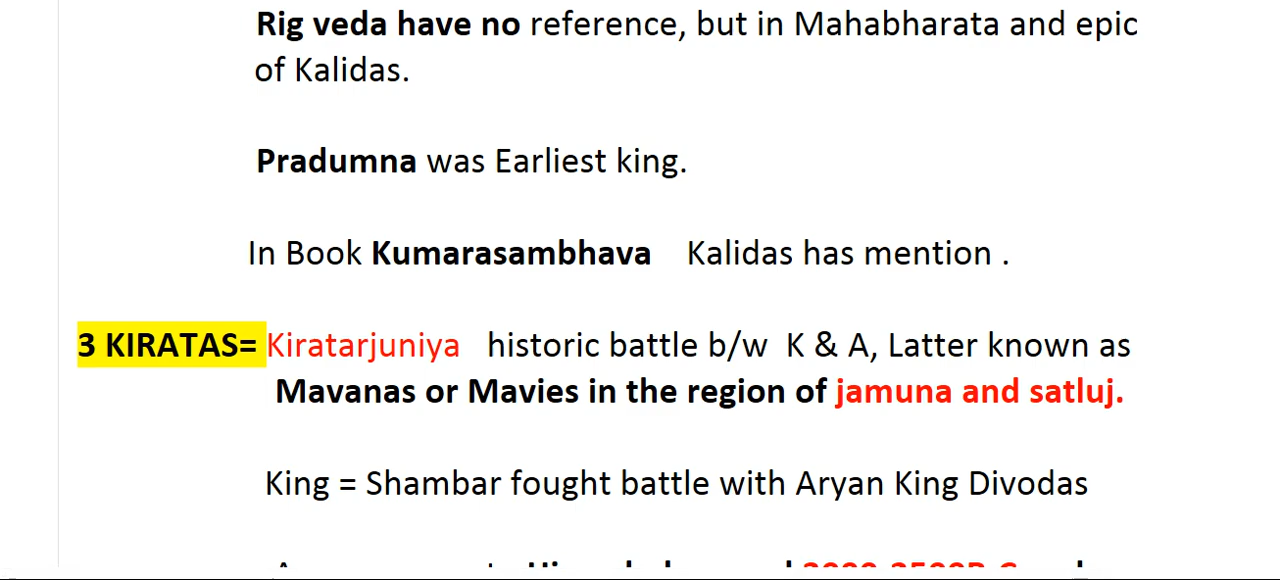 Rig veda have no reference, but in Mahabharata and epic
of Kalidas.
Pradumna was Earliest king.
In Book Kumarasambhava Kalidas has mention .
3 KIRATAS= Kiratarjuniya historic battle b/w K & A, Latter known as
Mavanas or Mavies in the region of jamuna and satluj.
King = Shambar fought battle with Aryan King Divodas